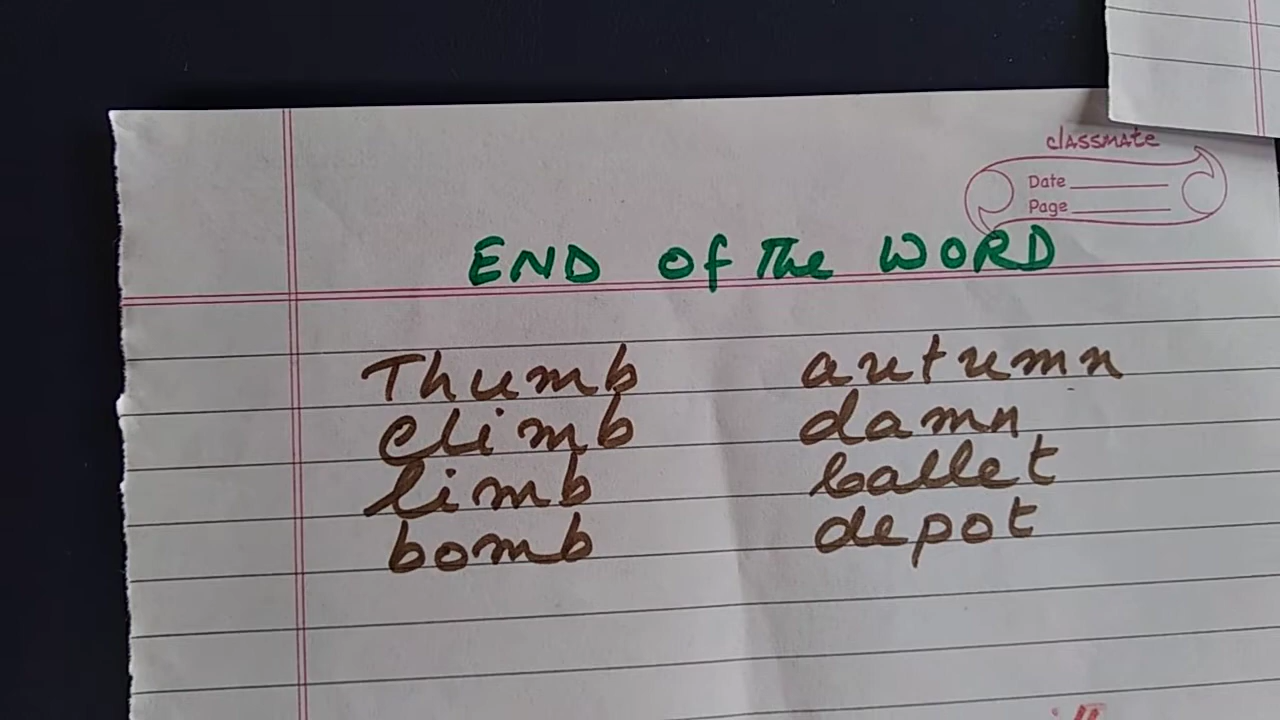 classmate
Date
Page
END of The WORD
Thumb autumn
climb damn
limb ballet
bomb depot